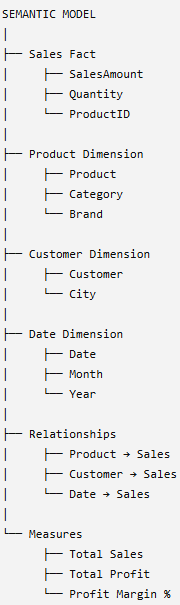 SEMANTIC MODEL
│
├── Sales Fact
│     ├── SalesAmount
│     ├── Quantity
│     └── ProductID
│
├── Product Dimension
│     ├── Product
│     ├── Category
│     └── Brand
│
├── Customer Dimension
│     ├── Customer
│     └── City
│
├── Date Dimension
│     ├── Date
│     ├── Month
│     └── Year
│
├── Relationships
│     ├── Product → Sales
│     ├── Customer → Sales
│     └── Date → Sales
│
└── Measures
      ├── Total Sales
      ├── Total Profit
      └── Profit Margin %